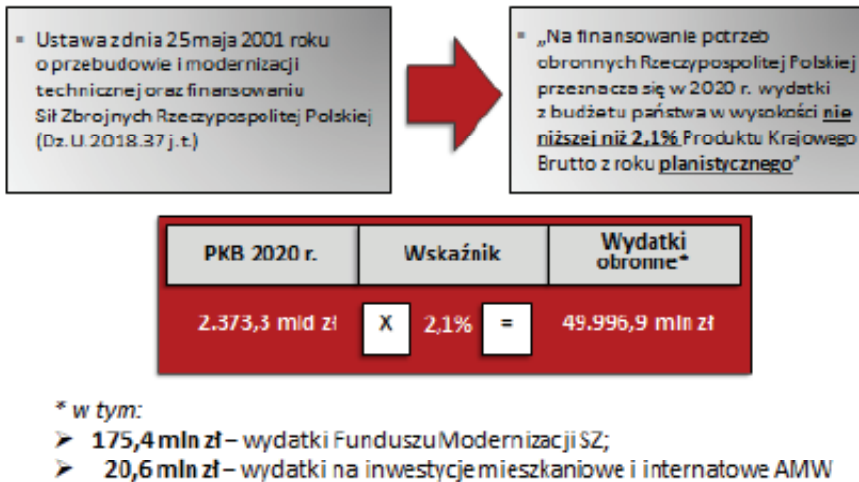 ▪ Ustawa z dnia 25 maja 2001 roku
o przebudowie i modernizacji
technicznej oraz finansowaniu
Sił Zbrojnych Rzeczypospolitej Polskiej
(Dz.U.2018.37 j.t.)
▪ „Na finansowanie potrzeb
obronnych Rzeczypospolitej Polskiej
przeznacza się w 2020 r. wydatki
z budżetu państwa w wysokości nie
niższej niż 2,1% Produktu Krajowego
Brutto z roku planistycznego”
PKB 2020 r. Wskaźnik Wydatki
obronne*
2.373,3 mld zł X 2,1% = 49.996,9 mln zł
* w tym:
➢ 175,4 mln zł – wydatki Funduszu Modernizacji SZ;
➢ 20,6 mln zł – wydatki na inwestycje mieszkaniowe i internatowe AMW